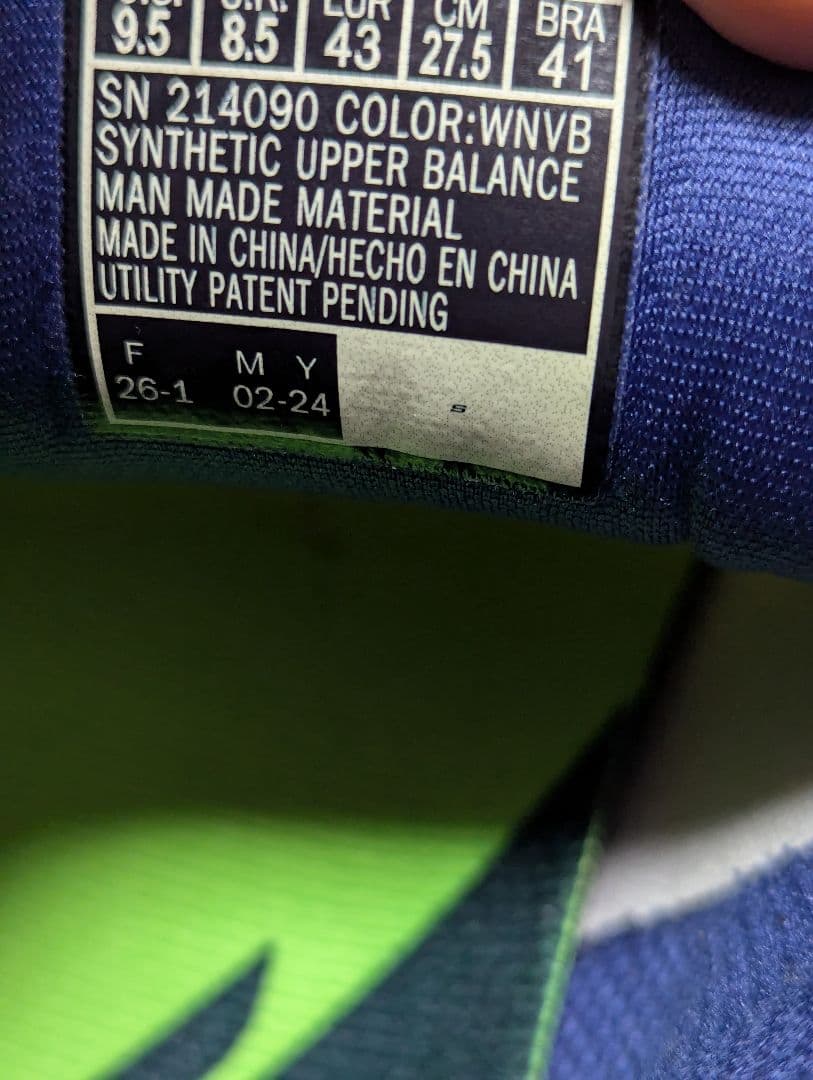 U.S. U.K. EUR CM BRA
9.5 8.5 43 27.5 41
SN 214090 COLOR:WNVB
SYNTHETIC UPPER BALANCE
MAN MADE MATERIAL
MADE IN CHINA/HECHO EN CHINA
UTILITY PATENT PENDING
F M Y
26-1 02-24
S